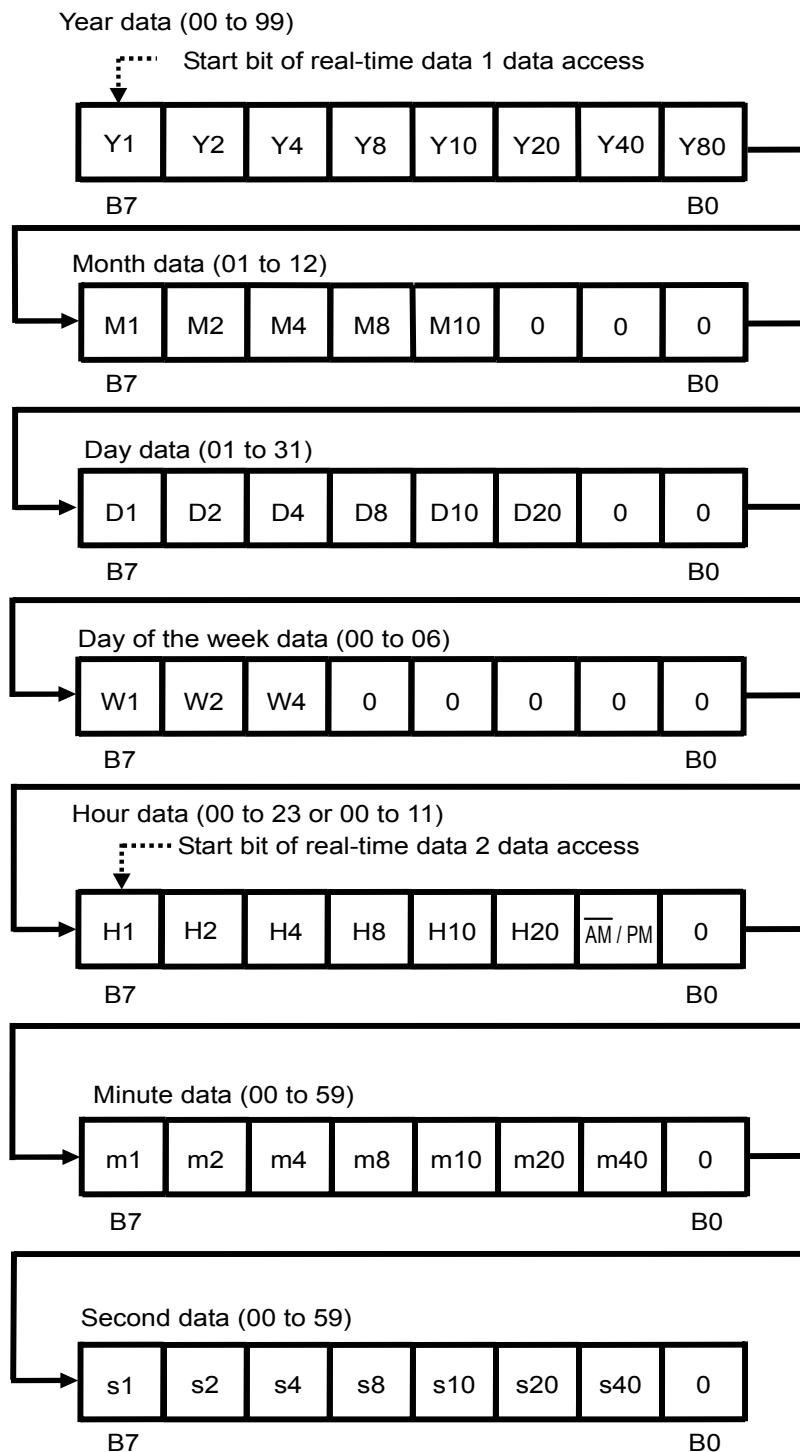 Year data (00 to 99)
Start bit of real-time data 1 data access
Y1 Y2 Y4 Y8 Y10 Y20 Y40 Y80
B7 B0
Month data (01 to 12)
M1 M2 M4 M8 M10 0 0 0
B7 B0
Day data (01 to 31)
D1 D2 D4 D8 D10 D20 0 0
B7 B0
Day of the week data (00 to 06)
W1 W2 W4 0 0 0 0 0
B7 B0
Hour data (00 to 23 or 00 to 11)
Start bit of real-time data 2 data access
H1 H2 H4 H8 H10 H20 A̅M̅ / PM 0
B7 B0
Minute data (00 to 59)
m1 m2 m4 m8 m10 m20 m40 0
B7 B0
Second data (00 to 59)
s1 s2 s4 s8 s10 s20 s40 0
B7 B0